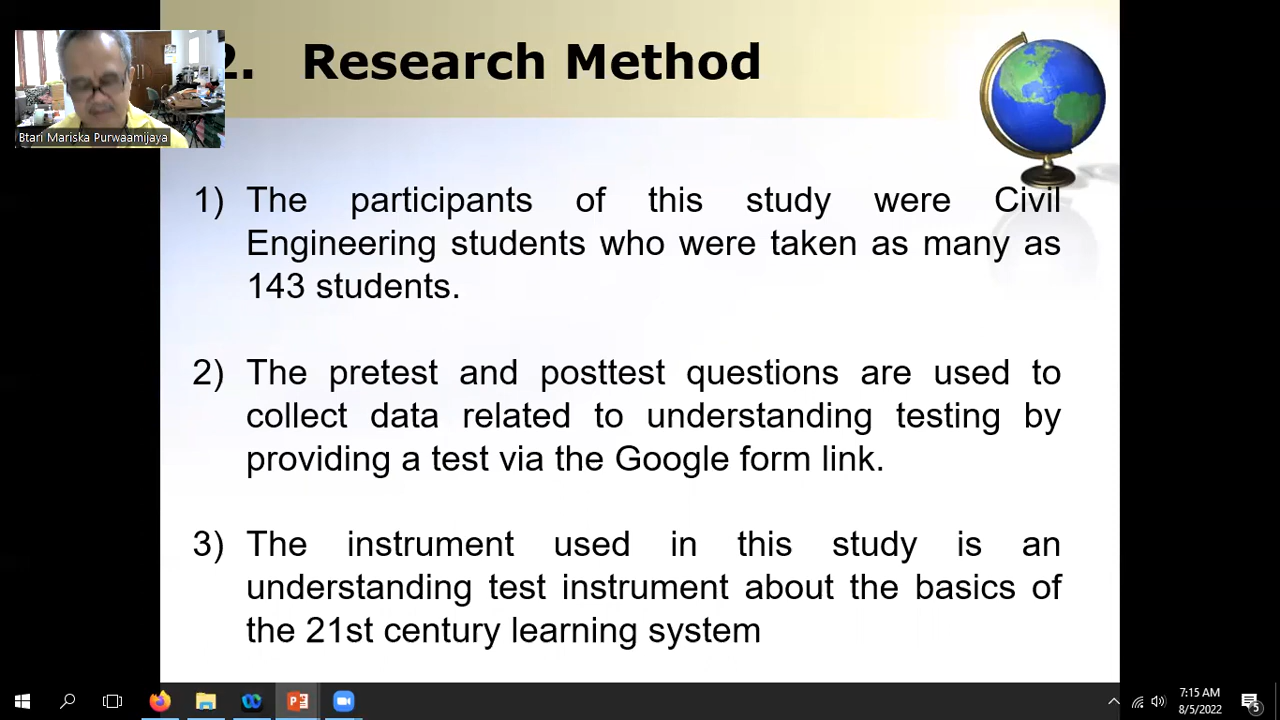 2. Research Method
Btari Mariska Purwaamijaya
1) The participants of this study were Civil
Engineering students who were taken as many as
143 students.
2) The pretest and posttest questions are used to
collect data related to understanding testing by
providing a test via the Google form link.
3) The instrument used in this study is an
understanding test instrument about the basics of
the 21st century learning system
7:15 AM
8/5/2022
5